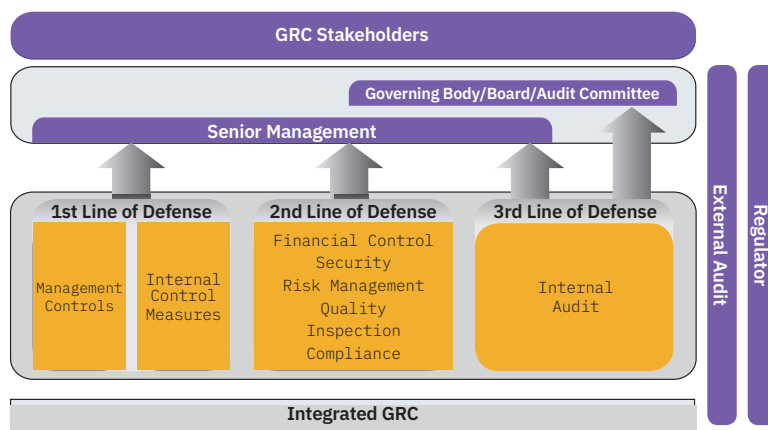 GRC Stakeholders
Governing Body/Board/Audit Committee
Senior Management
1st Line of Defense
Management
Controls
Internal
Control
Measures
2nd Line of Defense
Financial Control
Security
Risk Management
Quality
Inspection
Compliance
3rd Line of Defense
Internal
Audit
External Audit
Regulator
Integrated GRC